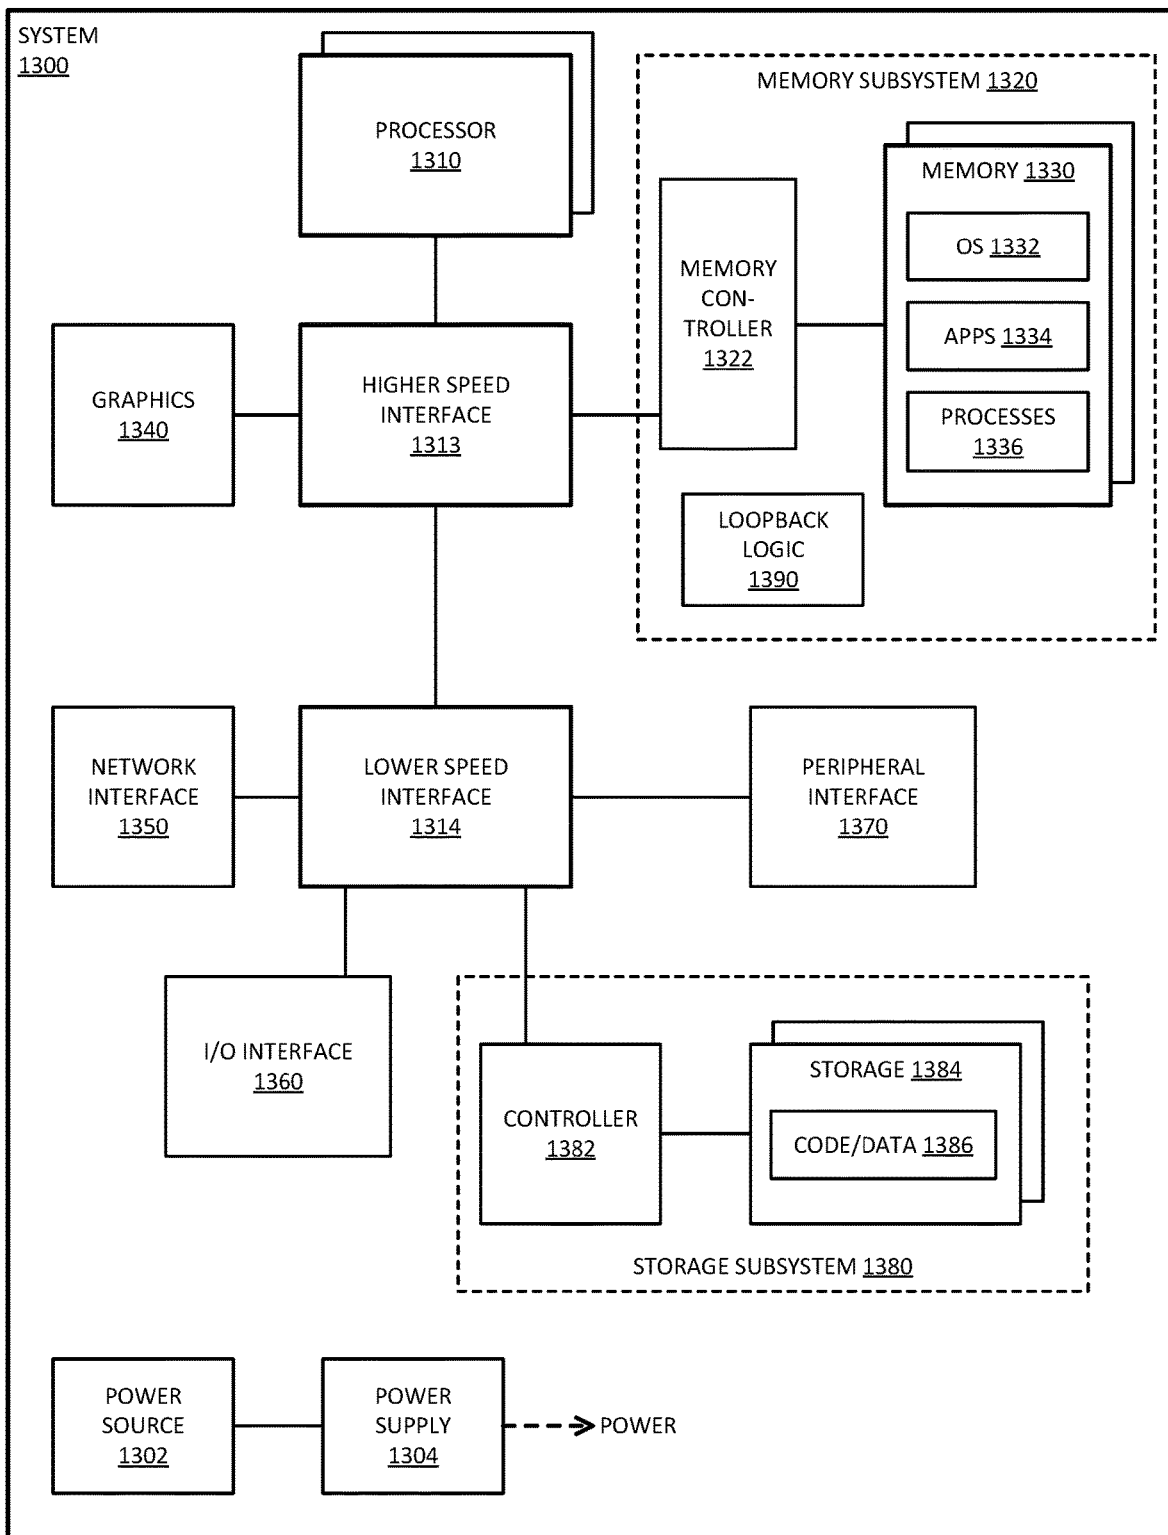 SYSTEM
1300
PROCESSOR
1310
MEMORY SUBSYSTEM 1320
MEMORY 1330
OS 1332
APPS 1334
PROCESSES
1336
MEMORY
CON-
TROLLER
1322
GRAPHICS
1340
HIGHER SPEED
INTERFACE
1313
LOOPBACK
LOGIC
1390
NETWORK
INTERFACE
1350
LOWER SPEED
INTERFACE
1314
PERIPHERAL
INTERFACE
1370
I/O INTERFACE
1360
CONTROLLER
1382
STORAGE 1384
CODE/DATA 1386
STORAGE SUBSYSTEM 1380
POWER
SOURCE
1302
POWER
SUPPLY
1304
POWER